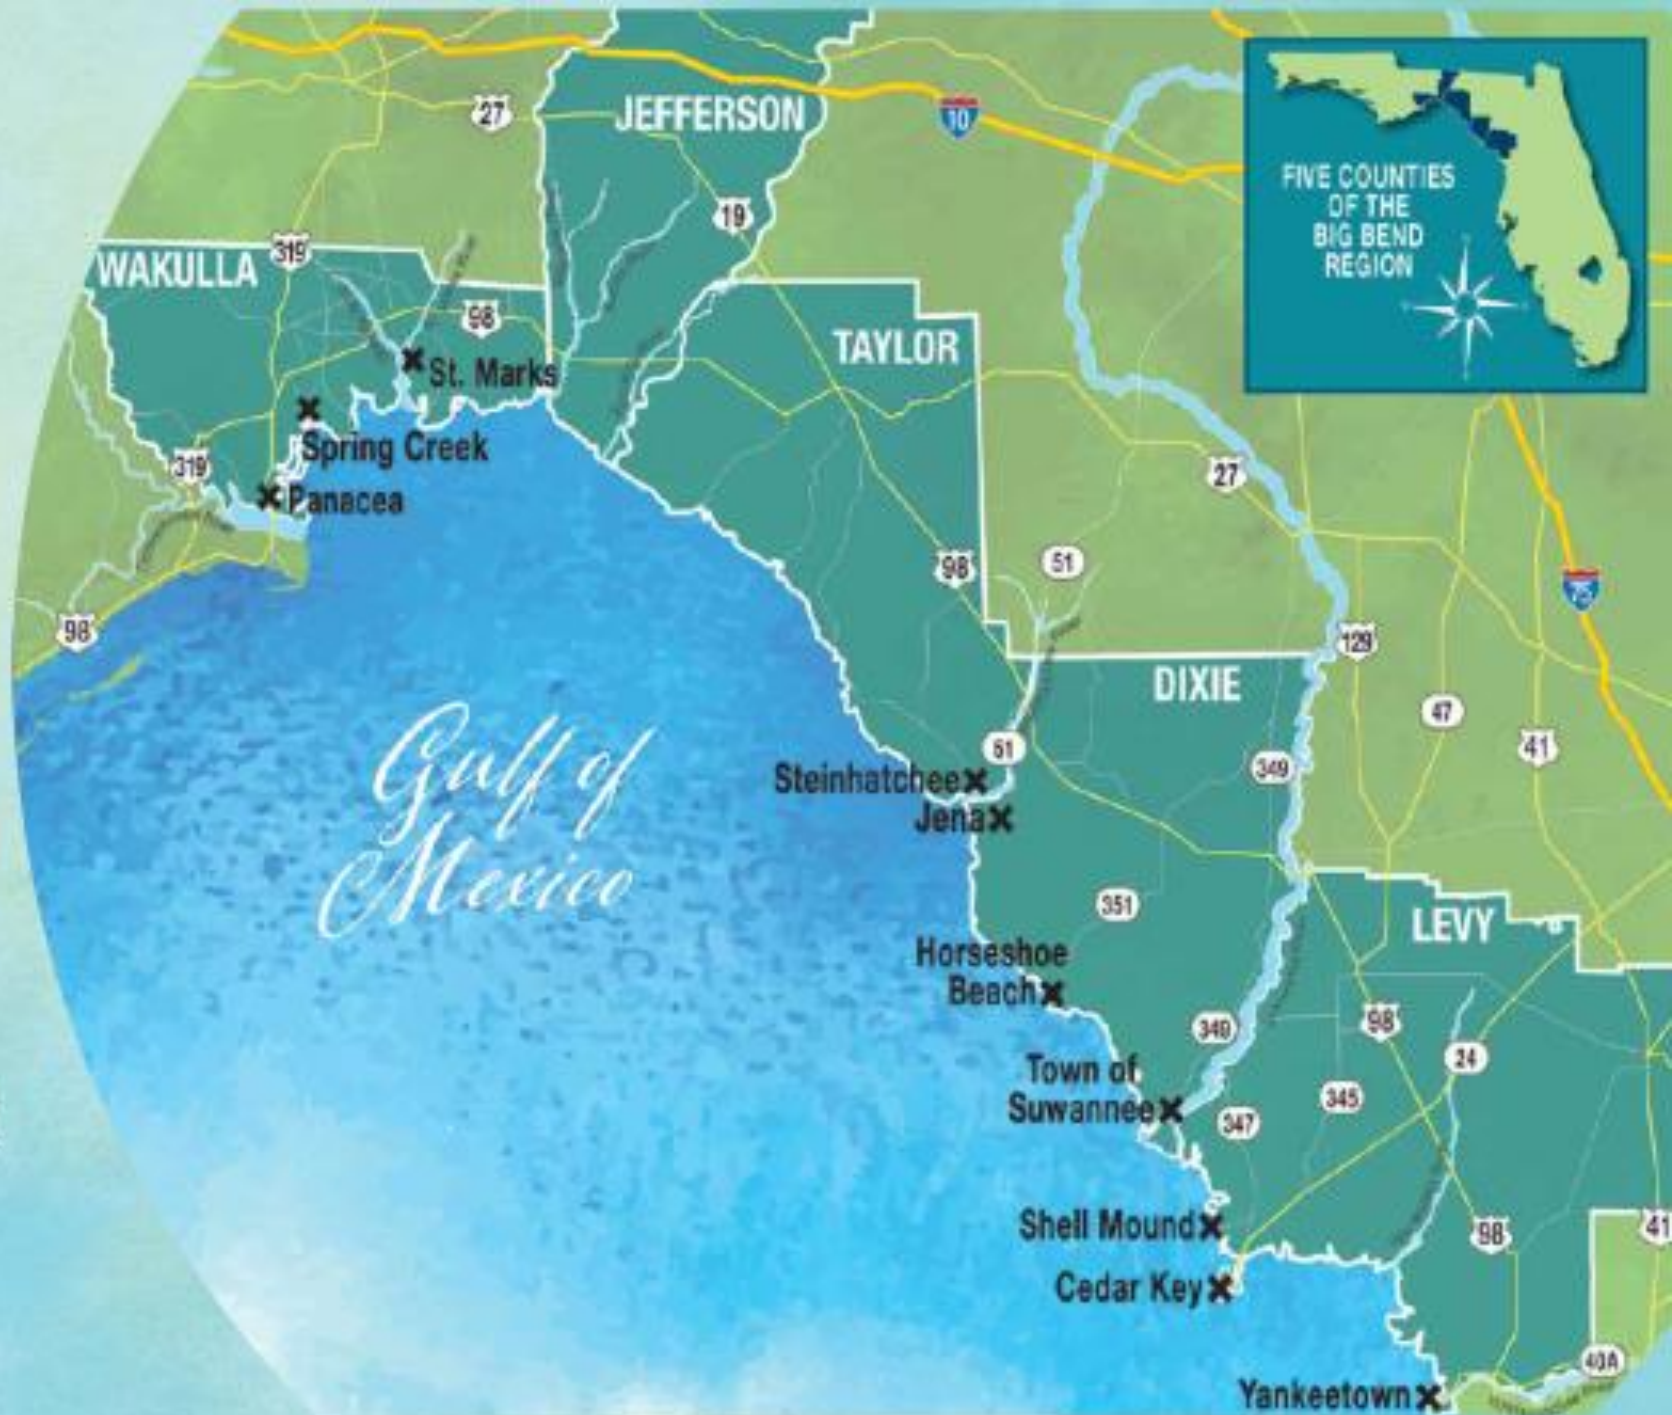 JEFFERSON
27
10
19
FIVE COUNTIES
OF THE
BIG BEND
REGION
WAKULLA
319
98
St. Marks
TAYLOR
Spring Creek
319
Panacea
27
98
51
75
98
129
DIXIE
47
41
Gulf of
Mexico
51
349
Steinhatchee
Jena
351
LEVY
Horseshoe
Beach
349
98
24
Town of
Suwannee
345
347
Shell Mound
98
41
Cedar Key
40A
Yankeetown